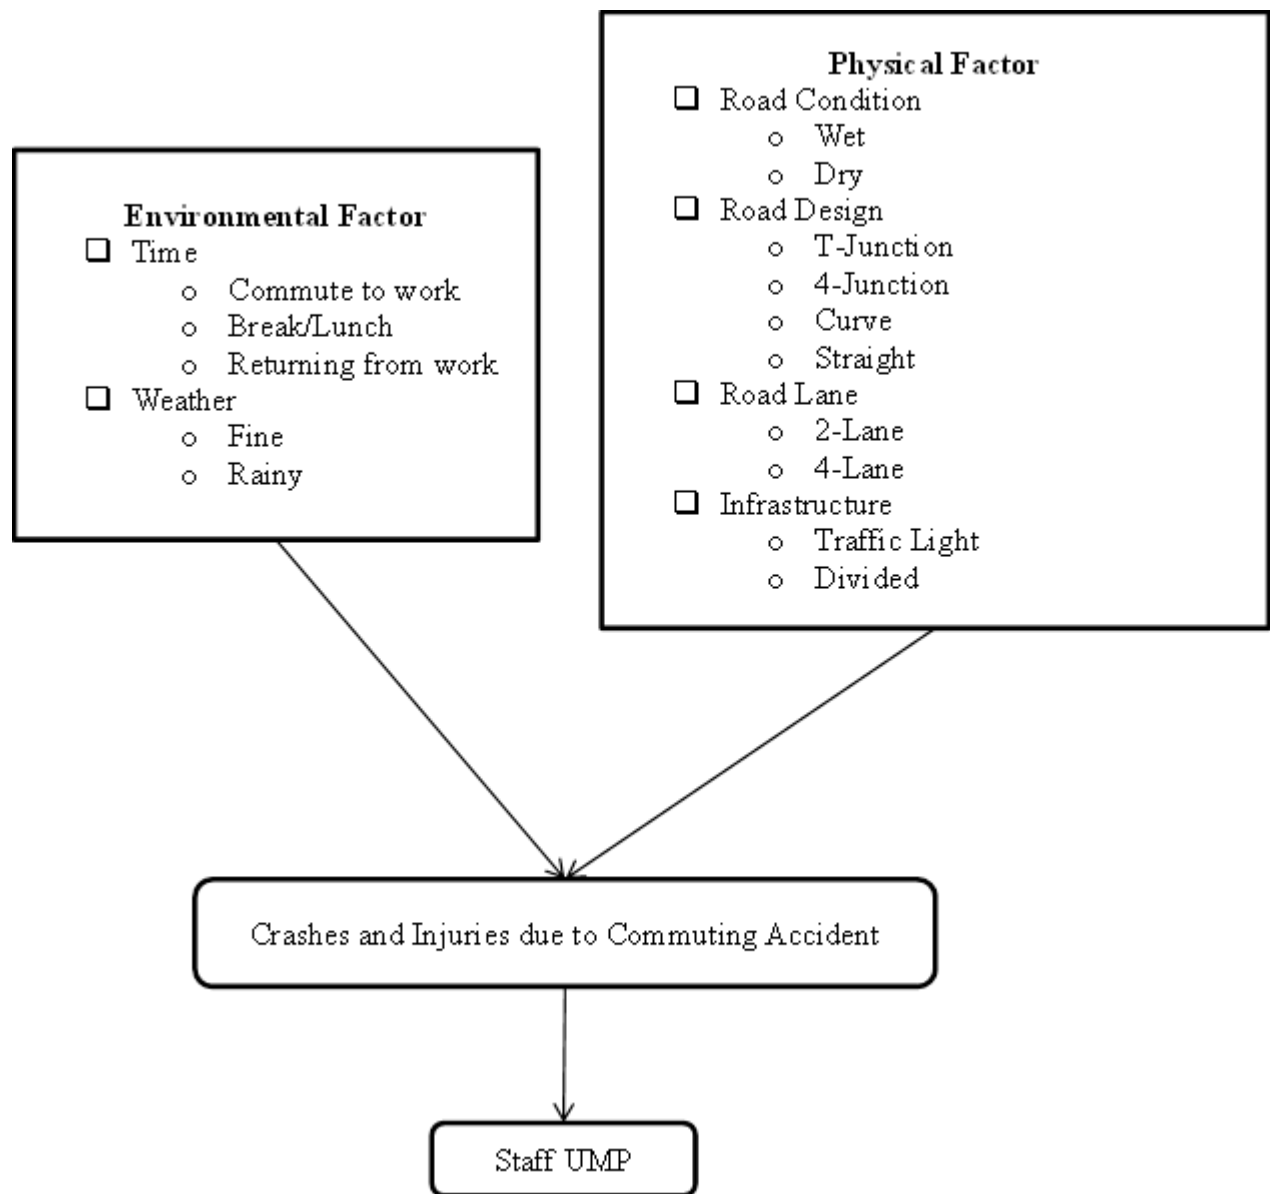 Physical Factor
❑ Road Condition
o Wet
o Dry
❑ Road Design
o T-Junction
o 4-Junction
o Curve
o Straight
❑ Road Lane
o 2-Lane
o 4-Lane
❑ Infrastructure
o Traffic Light
o Divided
Environmental Factor
❑ Time
o Commute to work
o Break/Lunch
o Returning from work
❑ Weather
o Fine
o Rainy
Crashes and Injuries due to Commuting Accident
Staff UMP